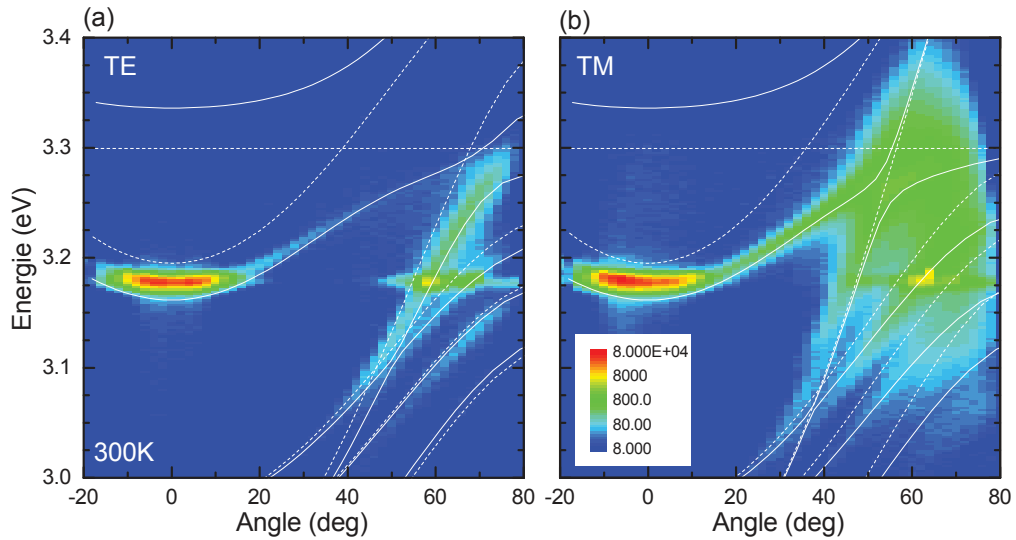 (a)
(b)
TE
TM
3.4
3.3
3.2
3.1
3.0
Energie (eV)
300K
8.000E+04
8000
800.0
80.00
8.000
-20 0 20 40 60 80
-20 0 20 40 60 80
Angle (deg)
Angle (deg)